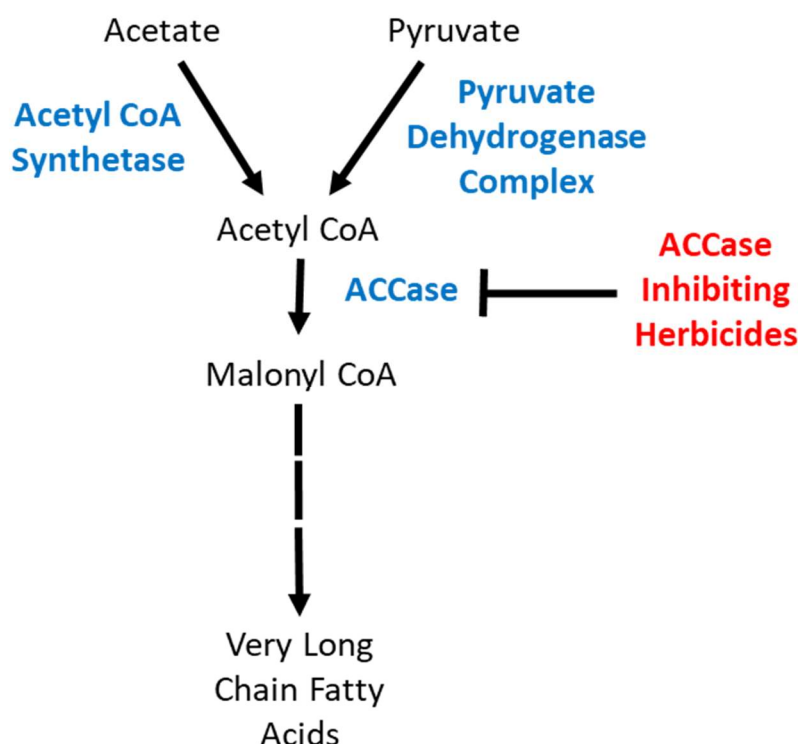 Acetate
Pyruvate
Acetyl CoA
Synthetase
Pyruvate
Dehydrogenase
Complex
Acetyl CoA
ACCase
ACCase
Inhibiting
Herbicides
Malonyl CoA
Very Long
Chain Fatty
Acids